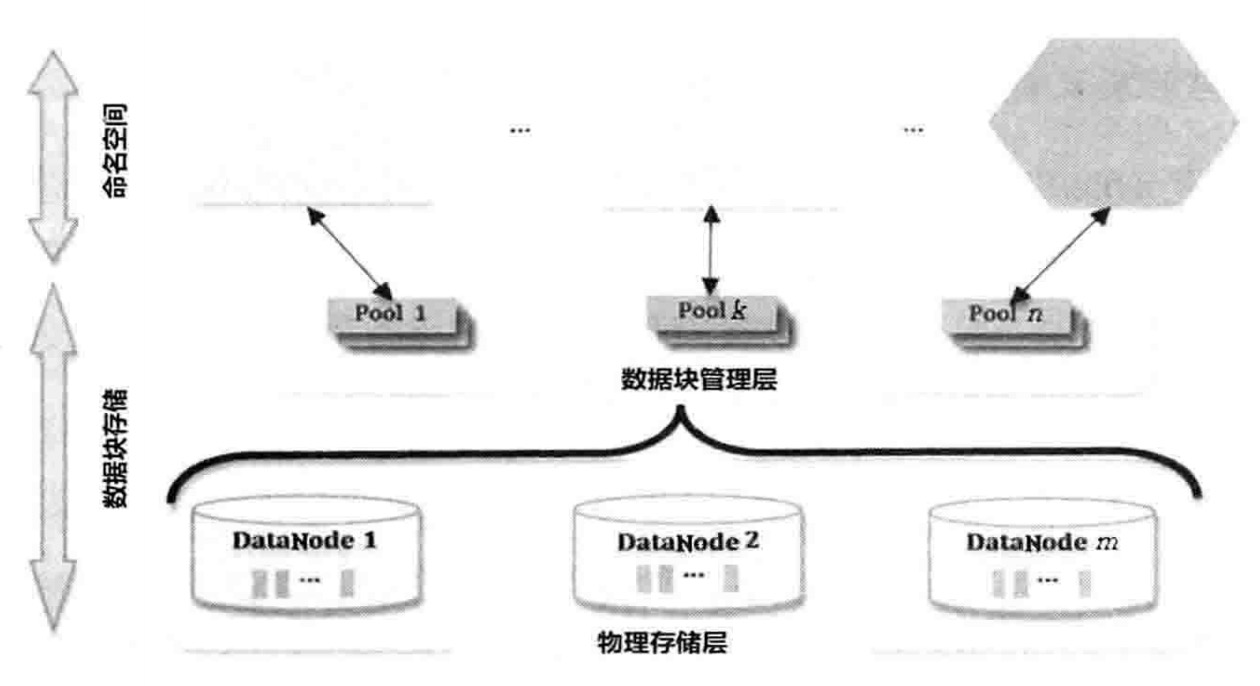 命名空间
...
...
Pool 1
Pool k
Pool n
数据块管理层
数据块存储
DataNode 1
...
DataNode 2
...
DataNode m
...
物理存储层